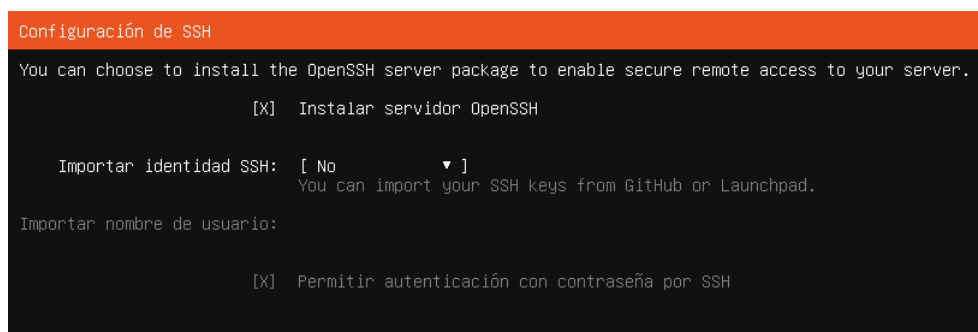 Configuración de SSH
You can choose to install the OpenSSH server package to enable secure remote access to your server.
[X] Instalar servidor OpenSSH
Importar identidad SSH: [ No ▾ ]
You can import your SSH keys from GitHub or Launchpad.
Importar nombre de usuario:
[X] Permitir autenticación con contraseña por SSH